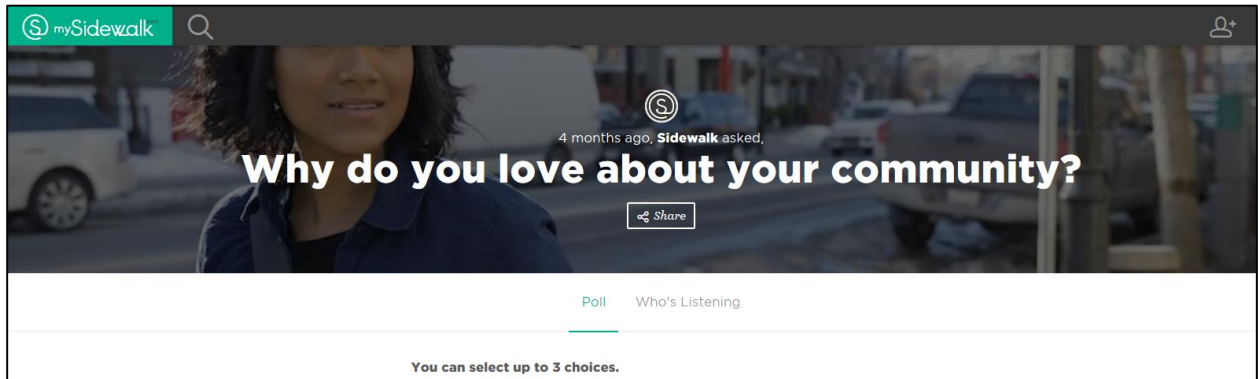 mySidewalk
4 months ago, Sidewalk asked,
Why do you love about your community?
Share
Poll Who's Listening
You can select up to 3 choices.